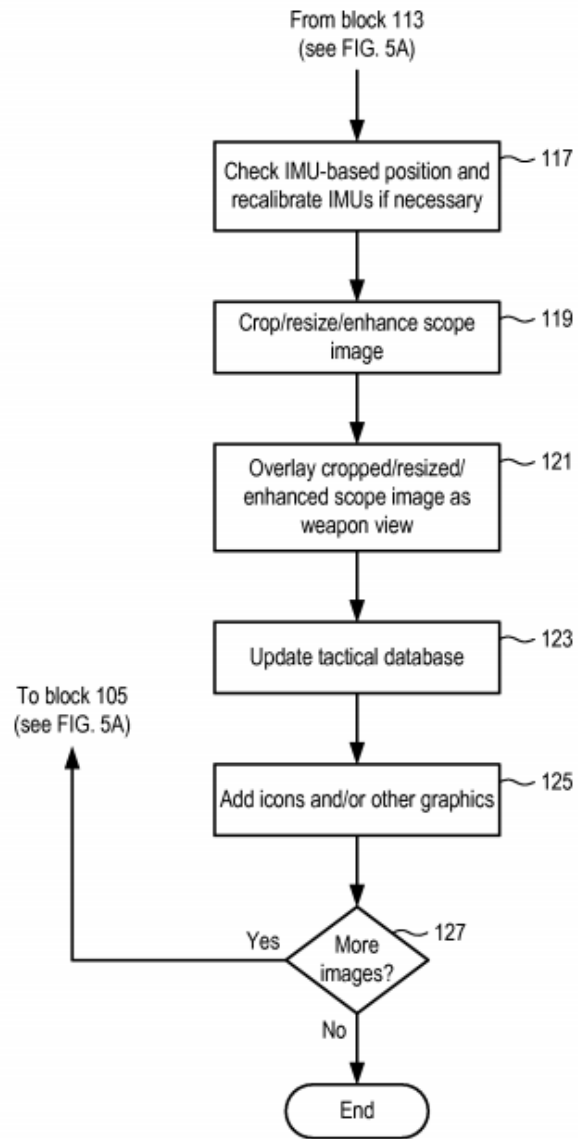 From block 113
(see FIG. 5A)
117
Check IMU-based position and
recalibrate IMUs if necessary
119
Crop/resize/enhance scope
image
121
Overlay cropped/resized/
enhanced scope image as
weapon view
123
Update tactical database
To block 105
(see FIG. 5A)
125
Add icons and/or other graphics
127
Yes
More
images?
No
End